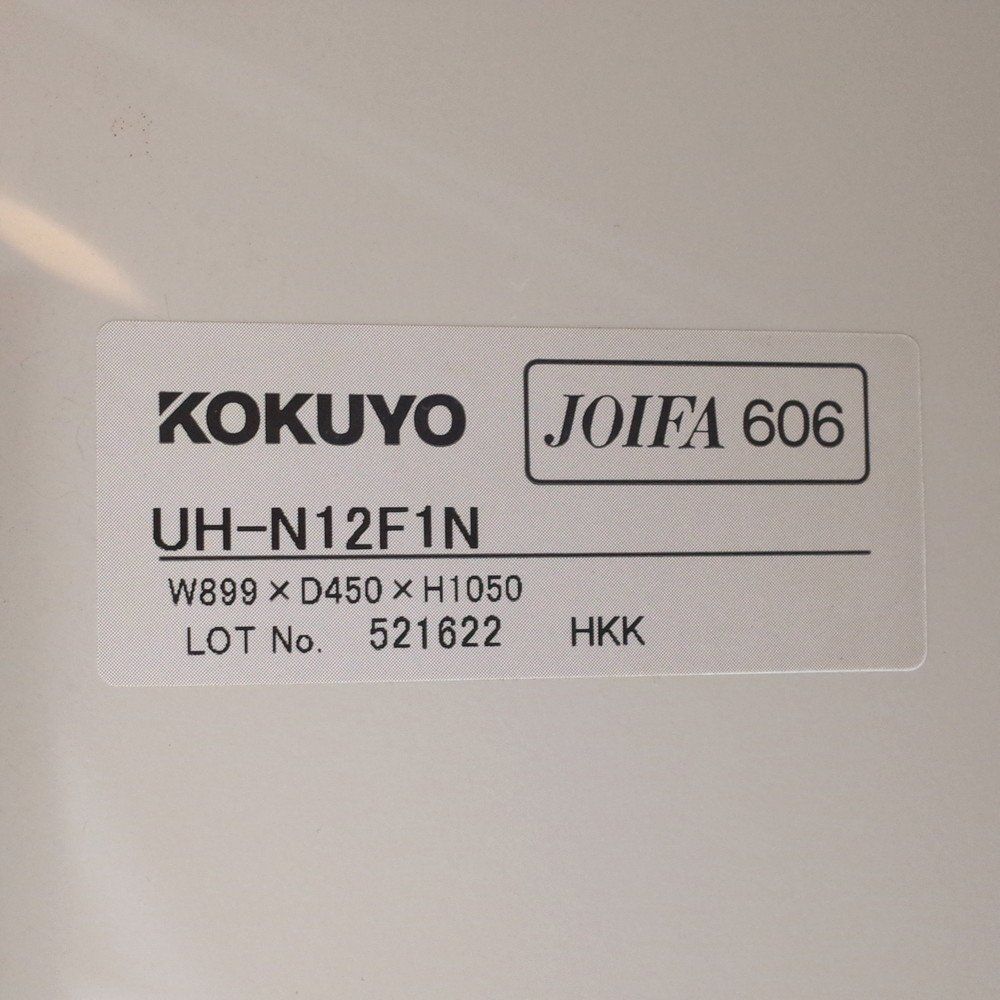 KOKUYO
JOIFA 606
UH-N12F1N
W899×D450×H1050
LOT No. 521622 HKK